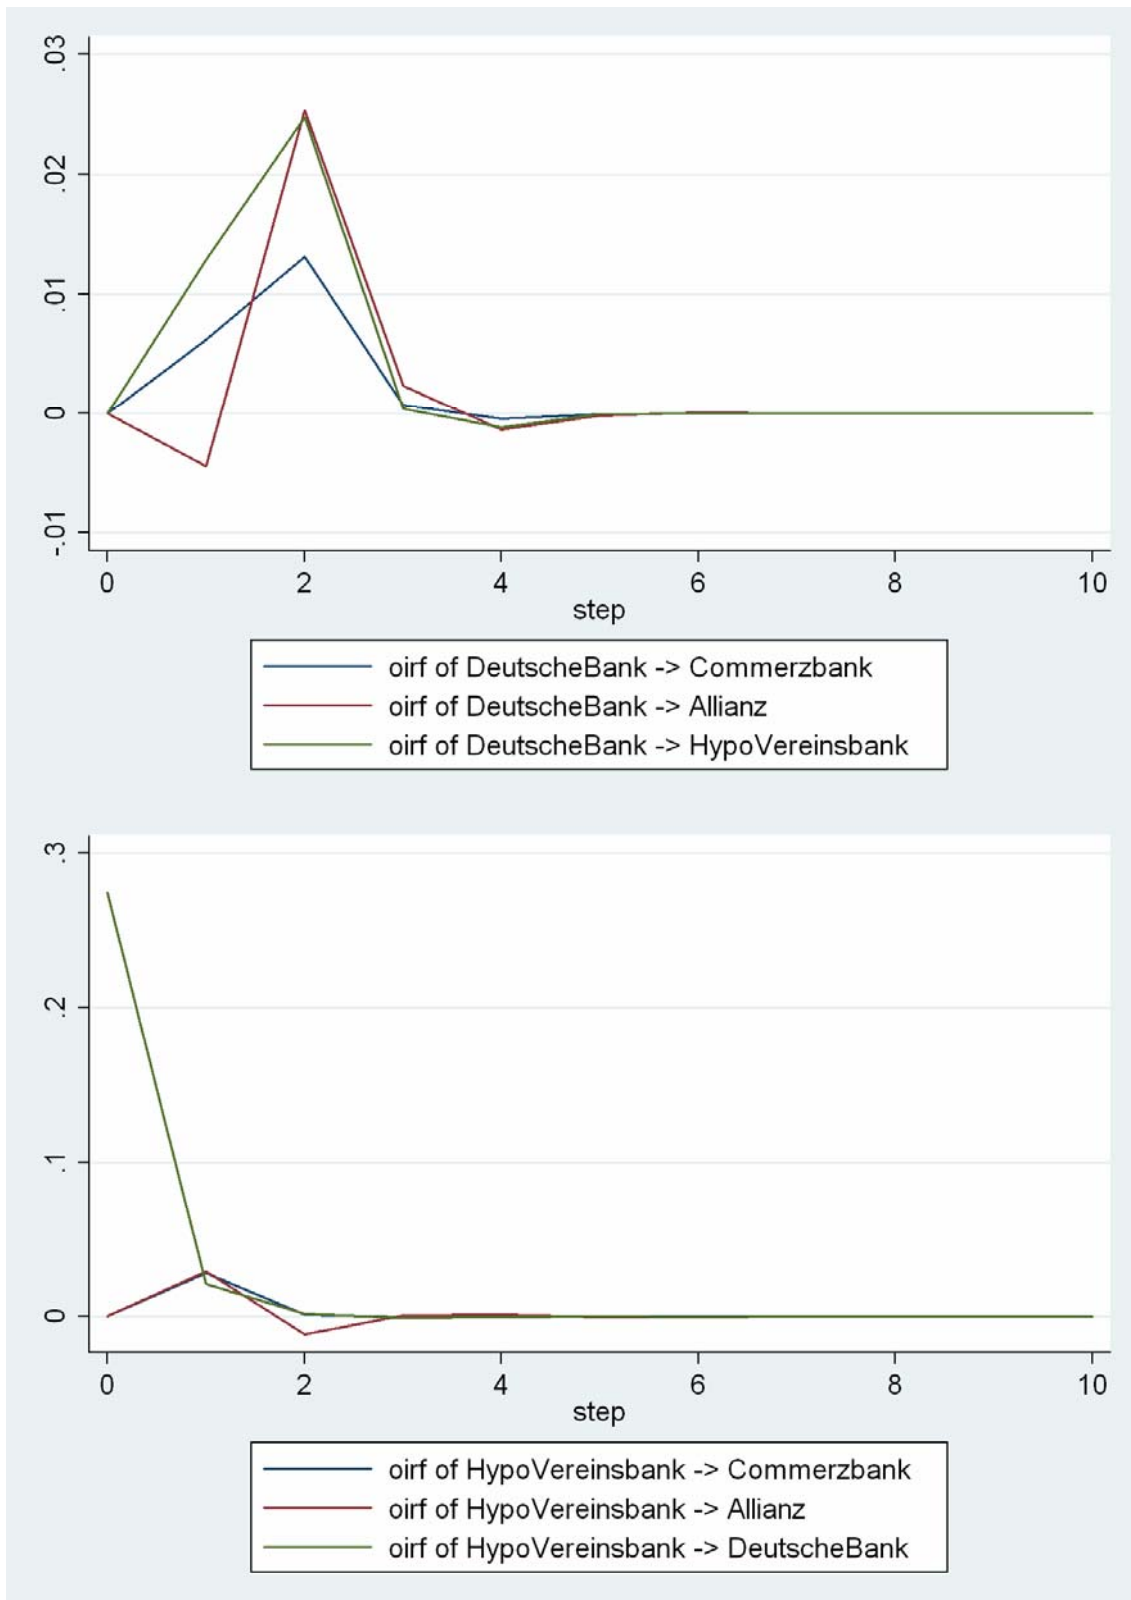 .03
.02
.01
0
-.01
0 2 4 6 8 10
step
oirf of DeutscheBank -> Commerzbank
oirf of DeutscheBank -> Allianz
oirf of DeutscheBank -> HypoVereinsbank
.3
.2
.1
0
0 2 4 6 8 10
step
oirf of HypoVereinsbank -> Commerzbank
oirf of HypoVereinsbank -> Allianz
oirf of HypoVereinsbank -> DeutscheBank